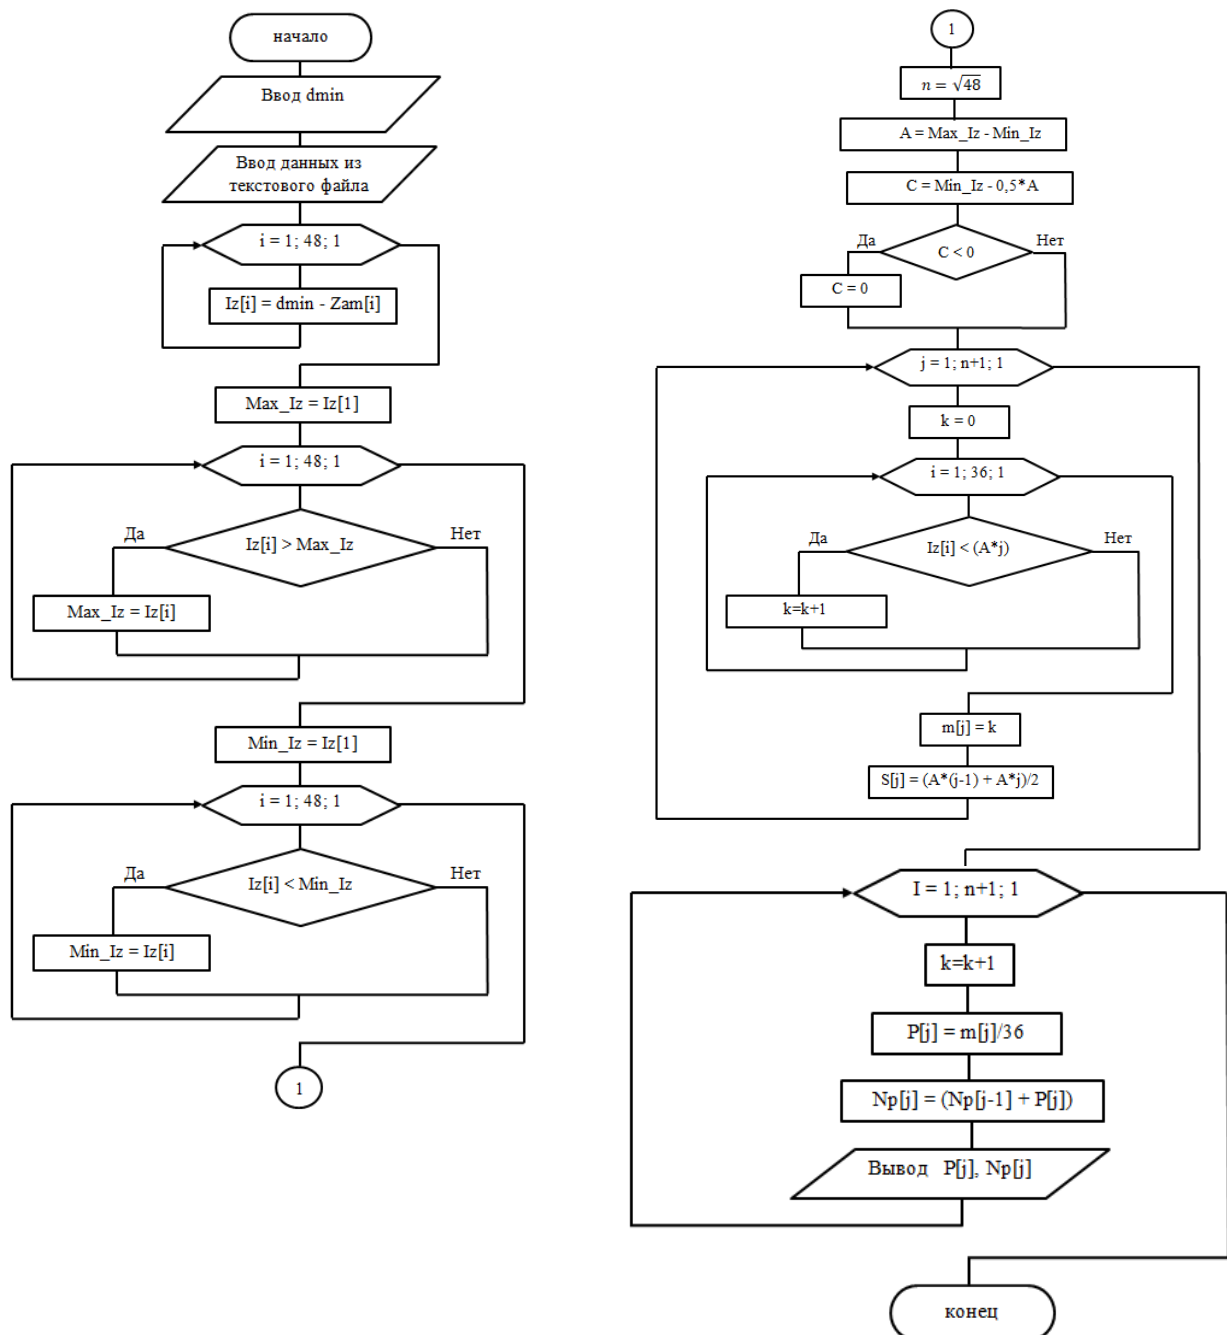 начало
Ввод dmin
Ввод данных из
текстового файла
i = 1; 48; 1
Iz[i] = dmin - Zam[i]
Max_Iz = Iz[1]
i = 1; 48; 1
Да
Нет
Iz[i] > Max_Iz
Max_Iz = Iz[i]
Min_Iz = Iz[1]
i = 1; 48; 1
Да
Нет
Iz[i] < Min_Iz
Min_Iz = Iz[i]
1
1
n = √48
A = Max_Iz - Min_Iz
C = Min_Iz - 0,5*A
Да
Нет
C < 0
C = 0
j = 1; n+1; 1
k = 0
i = 1; 36; 1
Да
Нет
Iz[i] < (A*j)
k=k+1
m[j] = k
S[j] = (A*(j-1) + A*j)/2
I = 1; n+1; 1
k=k+1
P[j] = m[j]/36
Np[j] = (Np[j-1] + P[j])
Вывод P[j], Np[j]
конец